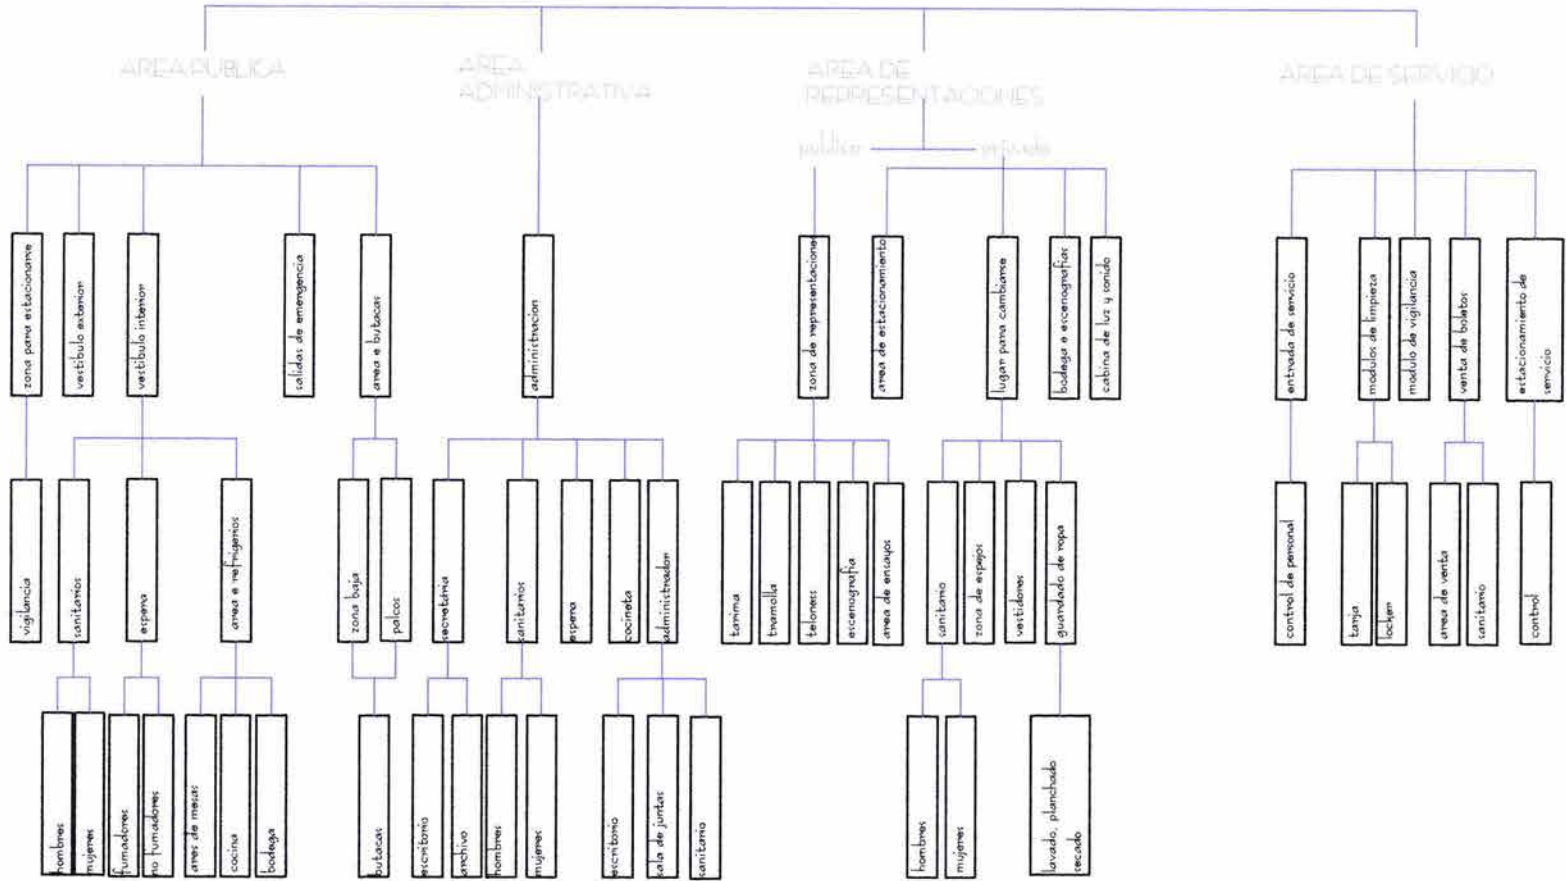 AREA PUBLICA
AREA
ADMINISTRATIVA
AREA DE
REPRESENTACIONES
AREA DE SERVICIO
publico
privado
zona para estacionarse
vestibulo exterior
vestibulo interior
salidas de emergencia
area e butacas
administracion
zona de representaciones
area de estacionamiento
lugar para cambiarse
bodega e escenografias
cabina de luz y sonido
entrada de servicio
modulos de limpieza
modulo de vigilancia
venta de boletos
estacionamiento de
servicio
vigilancia
sanitarios
espera
area e refrigerios
zona baja
palcos
secretaria
sanitarios
espera
cocineta
administrador
tarima
tramolla
teloness
escenografia
area de ensayos
sanitario
zona de espejos
vestidores
guardado de ropa
control de personal
tarja
locker
area de venta
sanitario
control
hombres
mujeres
fumadores
no fumadores
ares de mesas
cocina
bodega
butacas
escritorio
archivo
hombres
mujeres
escritorio
sala de juntas
sanitario
hombres
mujeres
lavado, planchado
secado